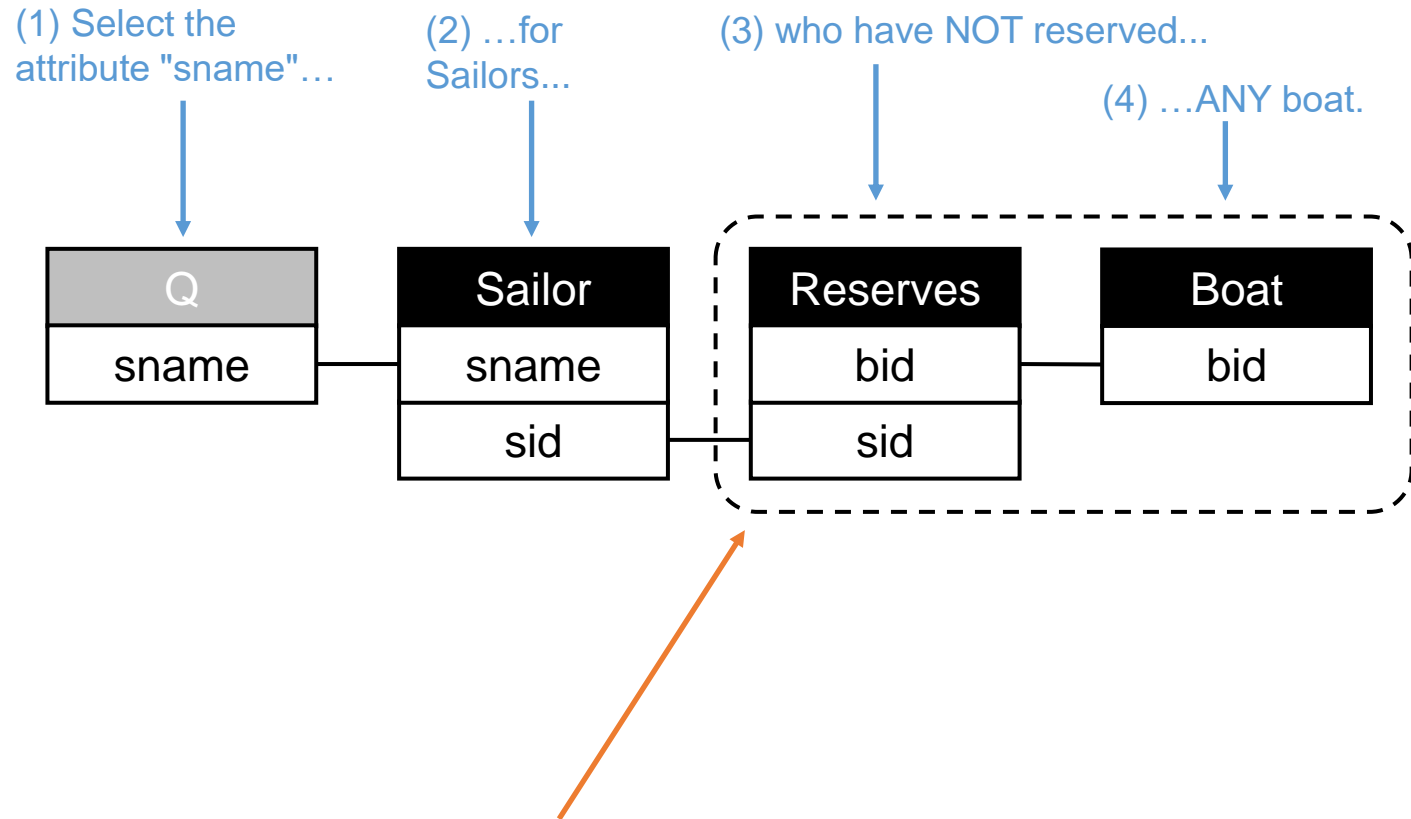 (1) Select the
attribute "sname"…
(2) …for
Sailors...
(3) who have NOT reserved...
(4) …ANY boat.
Q
sname
Sailor
sname
sid
Reserves
bid
sid
Boat
bid